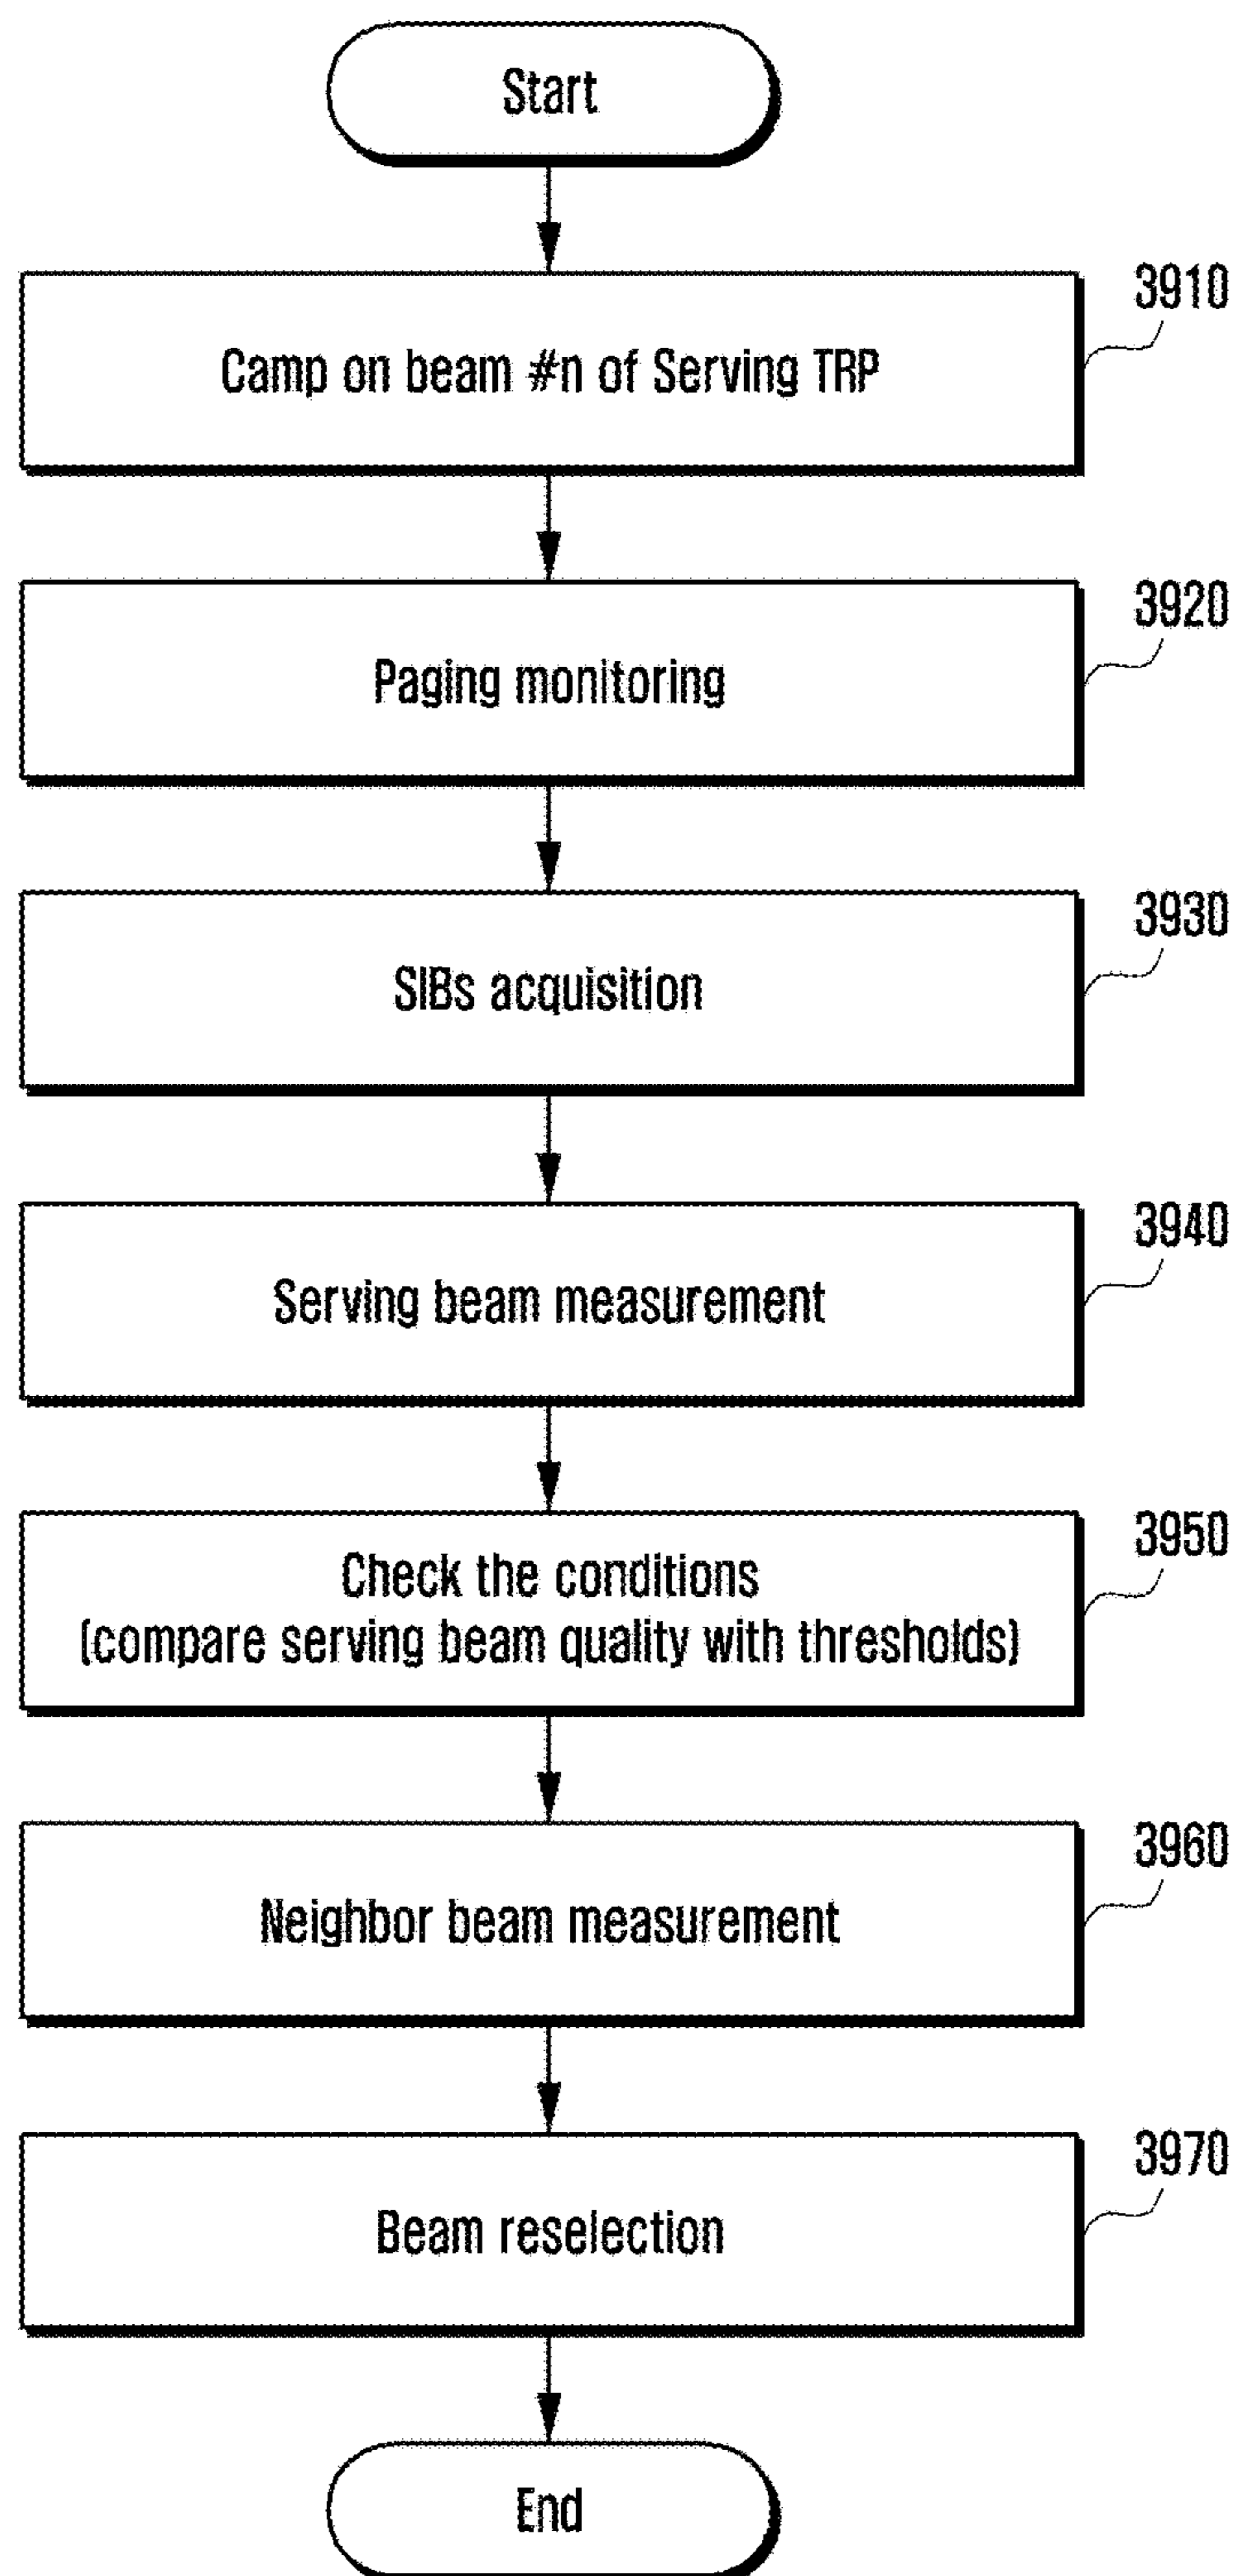 Start
3910
Camp on beam #n of Serving TRP
3920
Paging monitoring
3930
SIBs acquisition
3940
Serving beam measurement
3950
Check the conditions
(compare serving beam quality with thresholds)
3960
Neighbor beam measurement
3970
Beam reselection
End